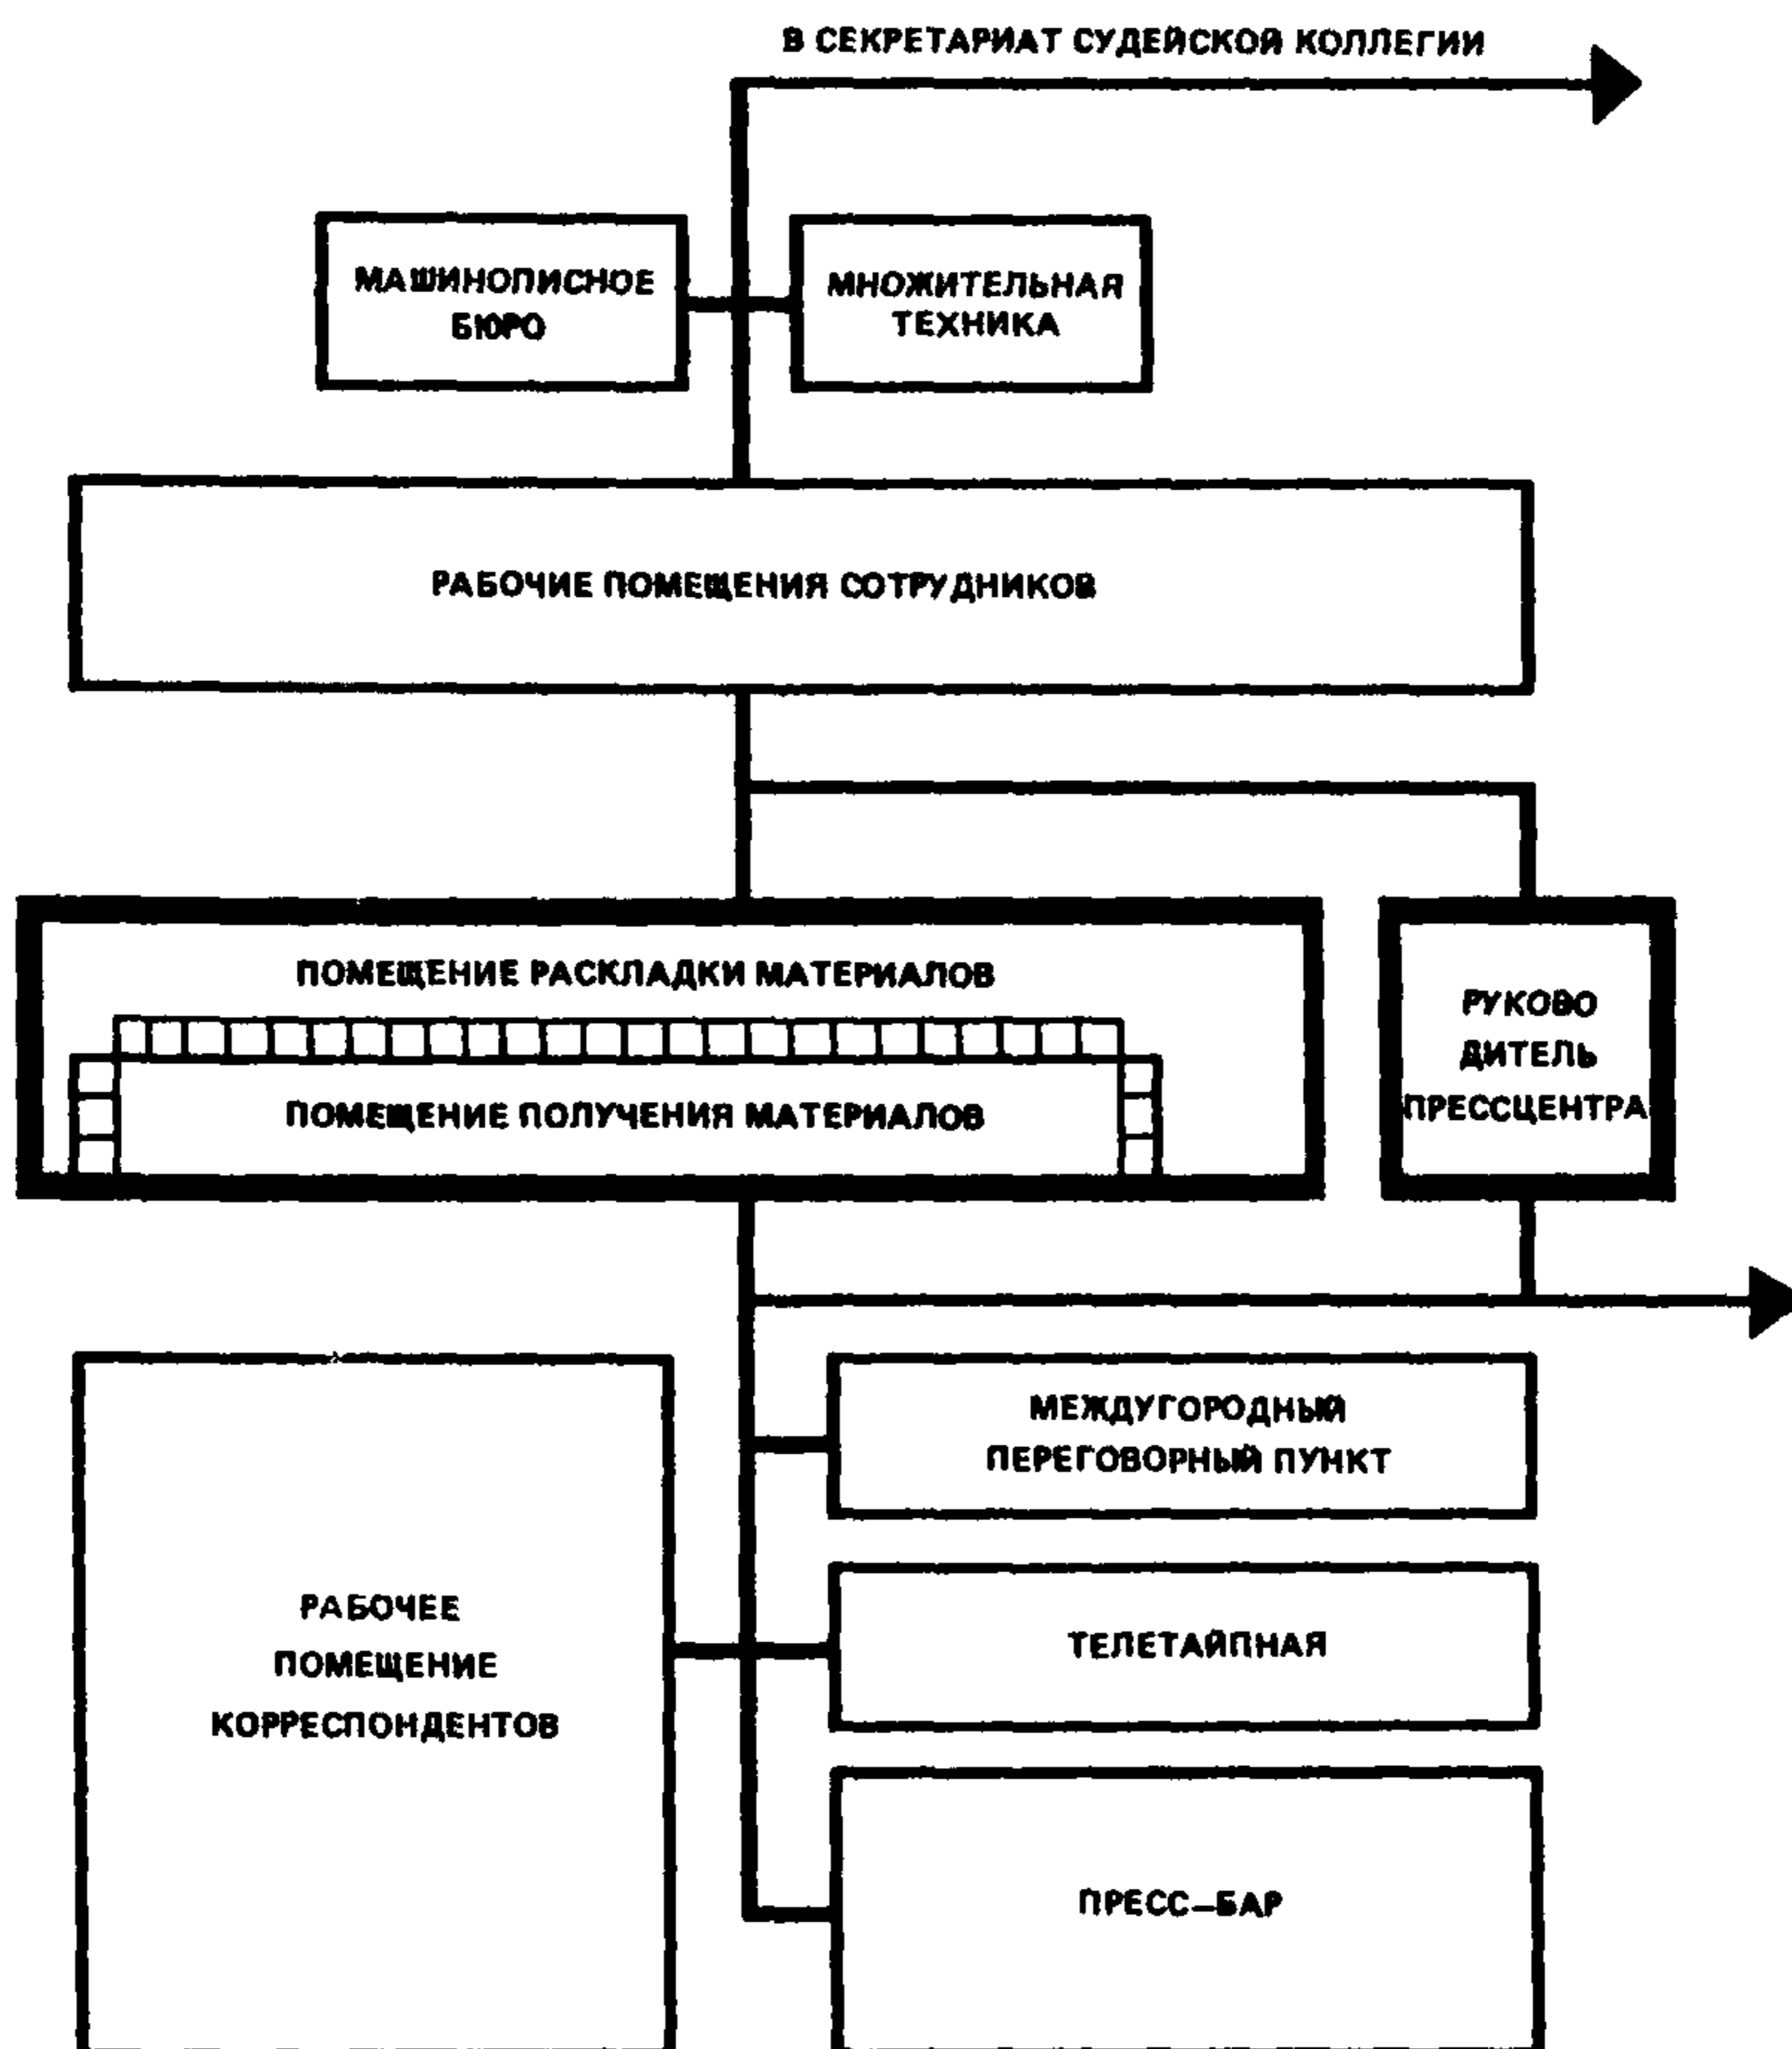 В СЕКРЕТАРИАТ СУДЕЙСКОЙ КОЛЛЕГИИ
МАШИНОПИСНОЕ
БЮРО
МНОЖИТЕЛЬНАЯ
ТЕХНИКА
РАБОЧИЕ ПОМЕЩЕНИЯ СОТРУДНИКОВ
ПОМЕЩЕНИЕ РАСКЛАДКИ МАТЕРИАЛОВ
ПОМЕЩЕНИЕ ПОЛУЧЕНИЯ МАТЕРИАЛОВ
РУКОВО
ДИТЕЛЬ
ПРЕССЦЕНТРА
МЕЖДУГОРОДНЫЙ
ПЕРЕГОВОРНЫЙ ПУНКТ
РАБОЧЕЕ
ПОМЕЩЕНИЕ
КОРРЕСПОНДЕНТОВ
ТЕЛЕТАЙПНАЯ
ПРЕСС–БАР